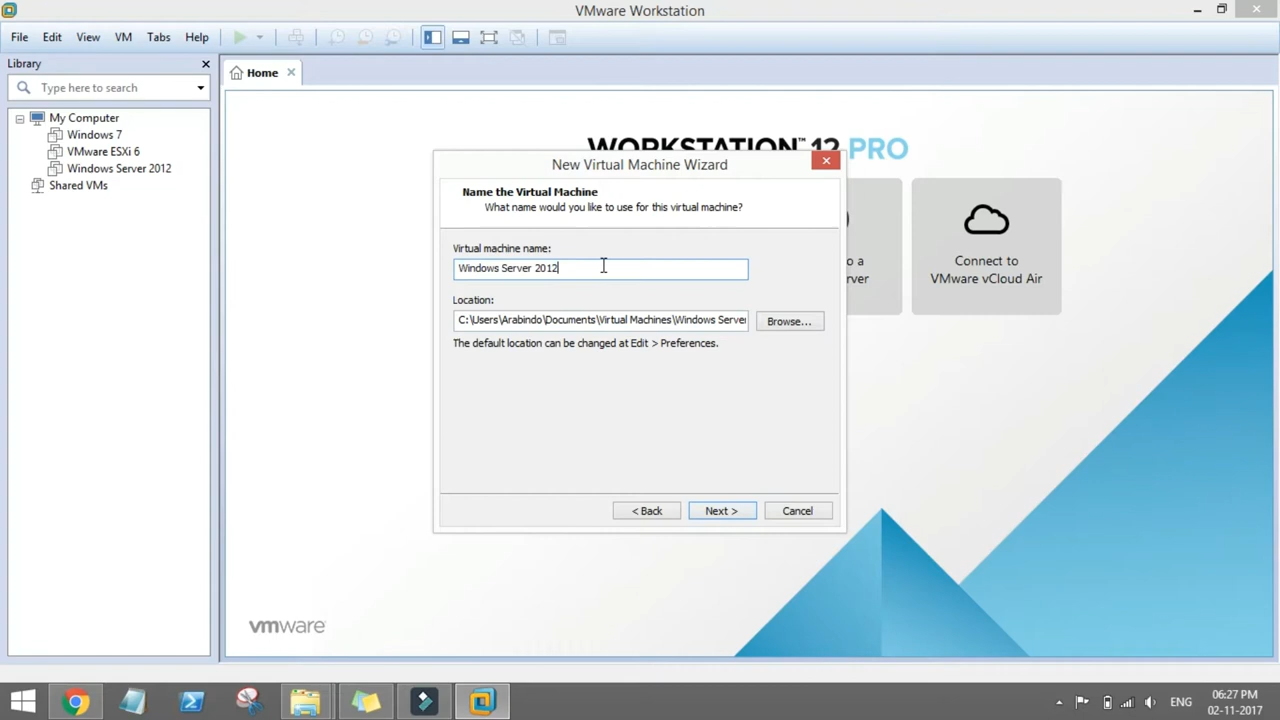 VMware Workstation
File Edit View VM Tabs Help
Library
Type here to search
My Computer
Windows 7
VMware ESXi 6
Windows Server 2012
Shared VMs
Home
WORKSTATION™ 12 PRO
New Virtual Machine Wizard
Name the Virtual Machine
What name would you like to use for this virtual machine?
Virtual machine name:
Windows Server 2012
Location:
C:\Users\Arabindo\Documents\Virtual Machines\Windows Server
Browse...
The default location can be changed at Edit > Preferences.
< Back Next > Cancel
o a
rver
Connect to
VMware vCloud Air
vmware
ENG
06:27 PM
02-11-2017